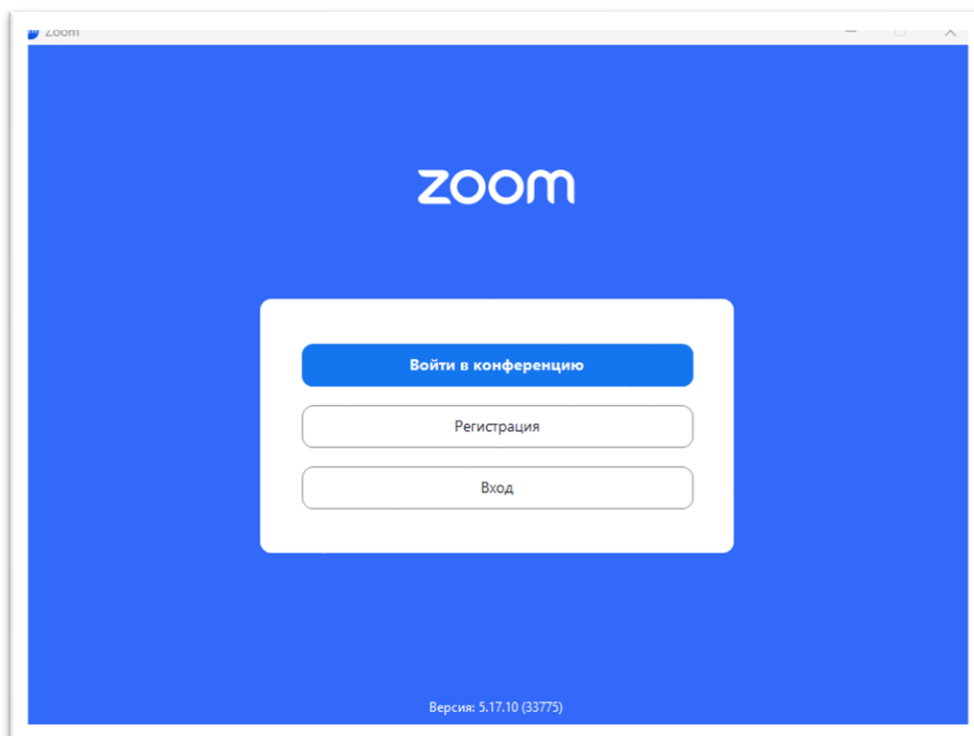 Zoom
zoom
Войти в конференцию
Регистрация
Вход
Версия: 5.17.10 (33775)